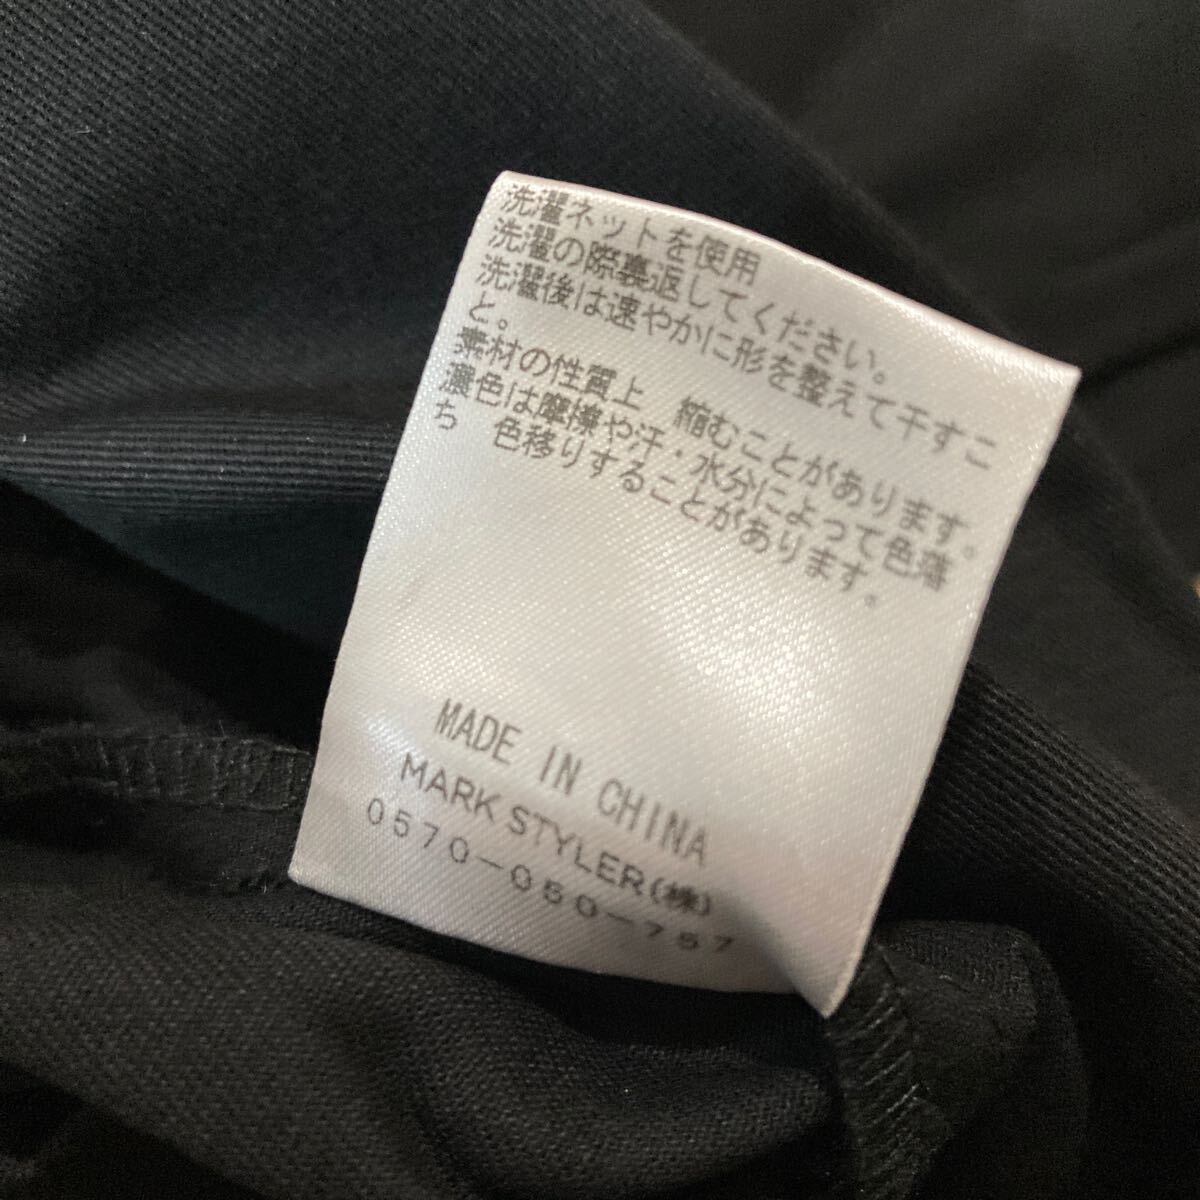 洗濯ネットを使用
洗濯の際裏返してください。
洗濯後は速やかに形を整えて干すこ
と。
素材の性質上　縮むことがあります。
濃色は摩擦や汗・水分によって色落
ち　色移りすることがあります。
MADE IN CHINA
MARK STYLER(株)
0570-050-757